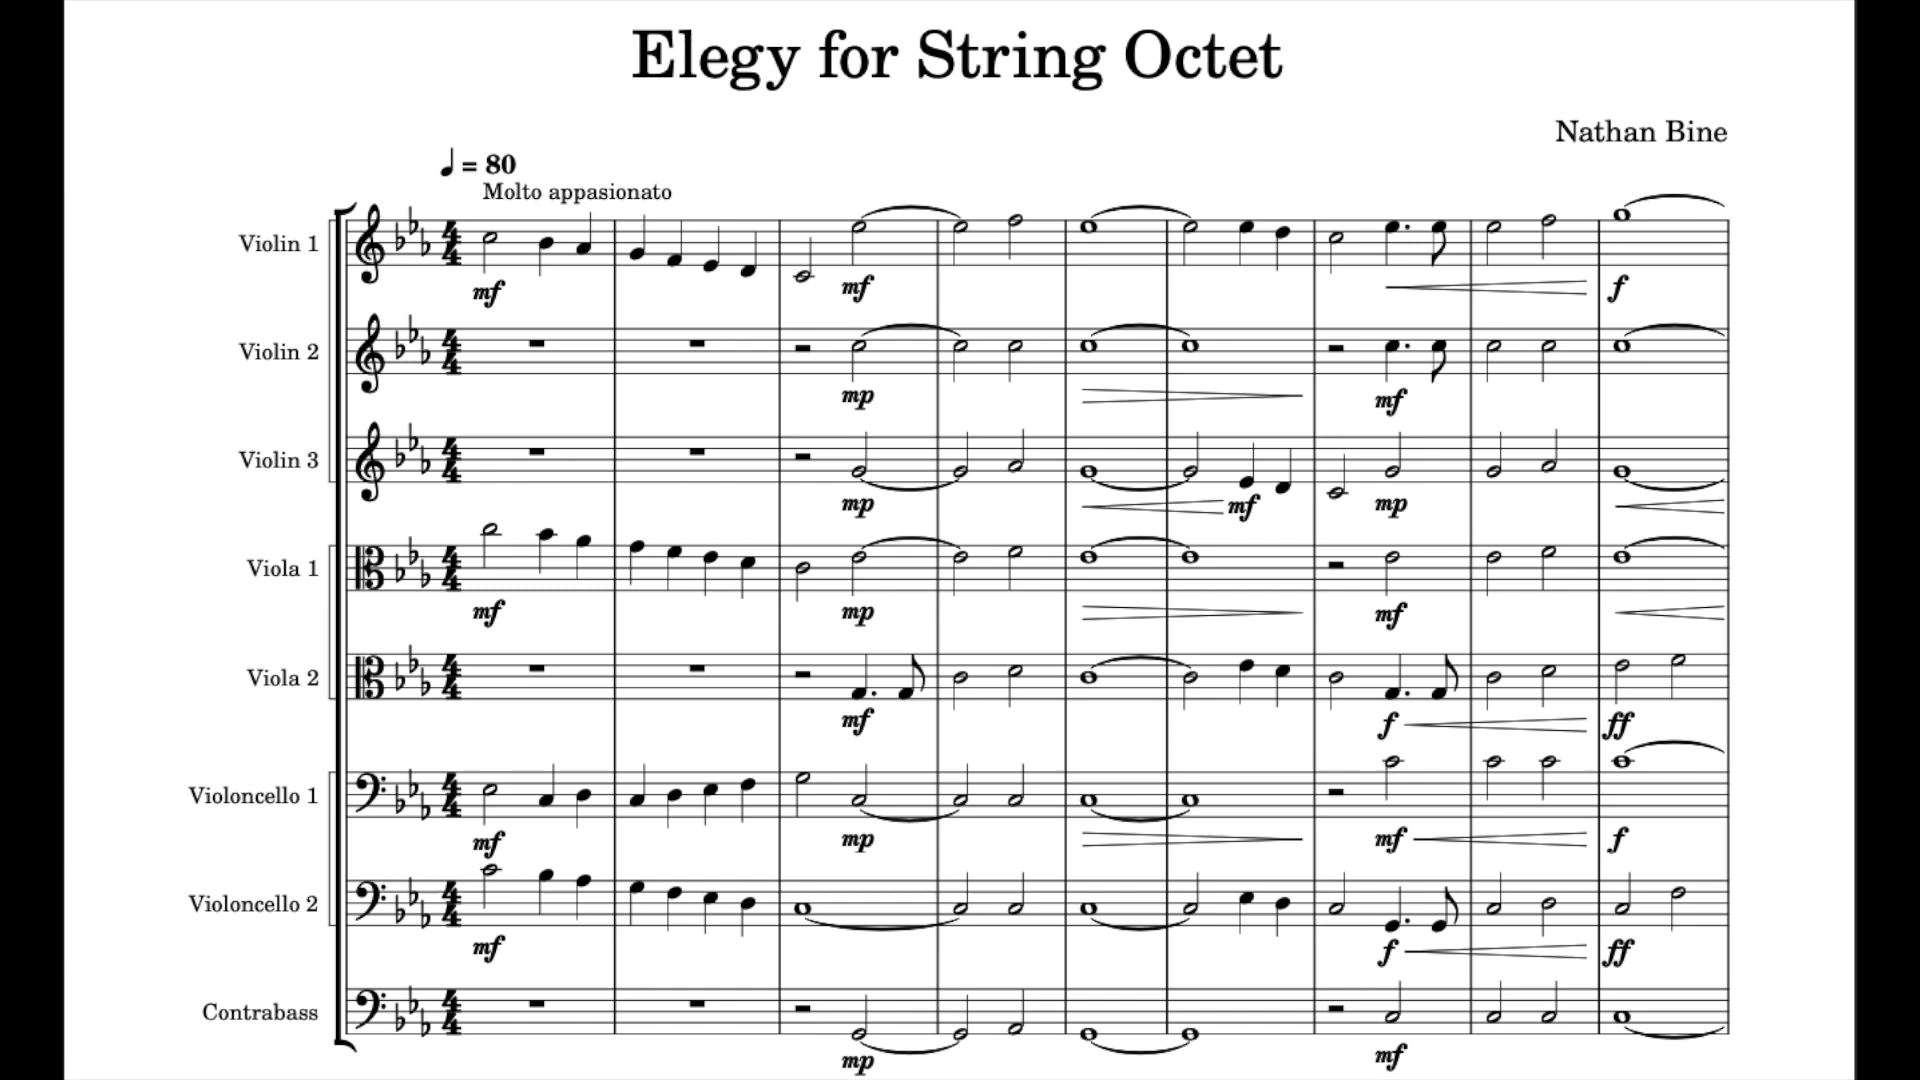 Elegy for String Octet
Nathan Bine
= 80
Molto appasionato
Violin 1
mf mf f
Violin 2
mp mf
Violin 3
mp mf mp
Viola 1
mf mp mf
Viola 2
mf f ff
Violoncello 1
mf mp mf f
Violoncello 2
mf f ff
Contrabass
mp mf